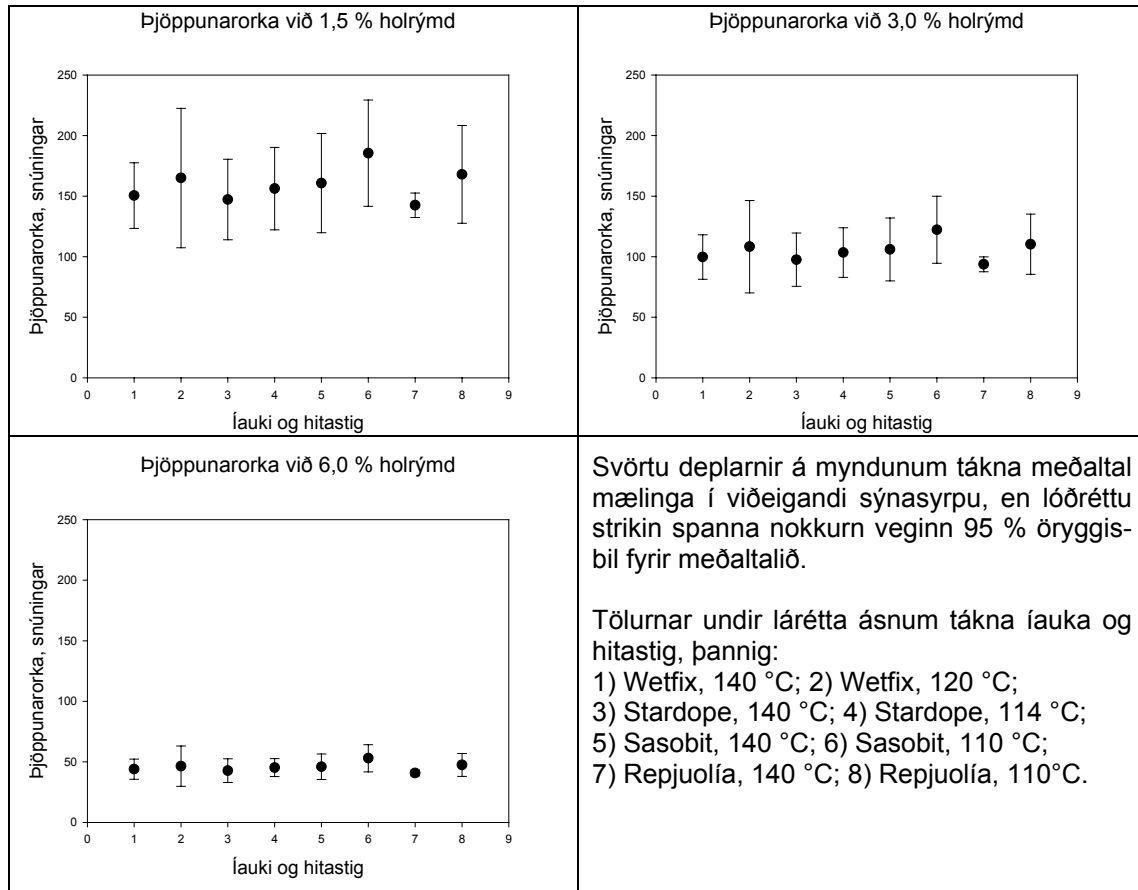 Þjöppunarorka við 1,5 % holrýmd
Þjöppunarorka, snúningar
250
200
150
100
50
0
0 1 2 3 4 5 6 7 8 9
Íauki og hitastig
Þjöppunarorka við 3,0 % holrýmd
Þjöppunarorka, snúningar
250
200
150
100
50
0
0 1 2 3 4 5 6 7 8 9
Íauki og hitastig
Þjöppunarorka við 6,0 % holrýmd
Þjöppunarorka, snúningar
250
200
150
100
50
0
0 1 2 3 4 5 6 7 8 9
Íauki og hitastig
Svörtu deplarnir á myndunum tákna meðaltal
mælinga í viðeigandi sýnasyrpu, en lóðréttu
strikin spanna nokkurn veginn 95 % öryggis-
bil fyrir meðaltalið.
Tölurnar undir lárétta ásnum tákna íauka og
hitastig, þannig:
1) Wetfix, 140 °C; 2) Wetfix, 120 °C;
3) Stardope, 140 °C; 4) Stardope, 114 °C;
5) Sasobit, 140 °C; 6) Sasobit, 110 °C;
7) Repjuolía, 140 °C; 8) Repjuolía, 110°C.